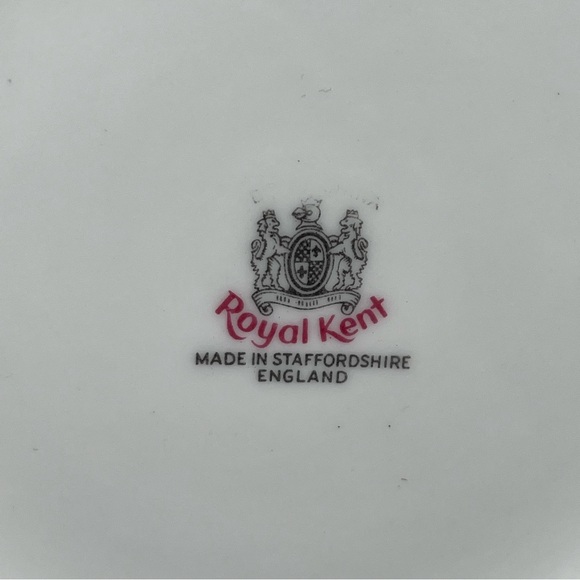 Royal Kent
MADE IN STAFFORDSHIRE
ENGLAND